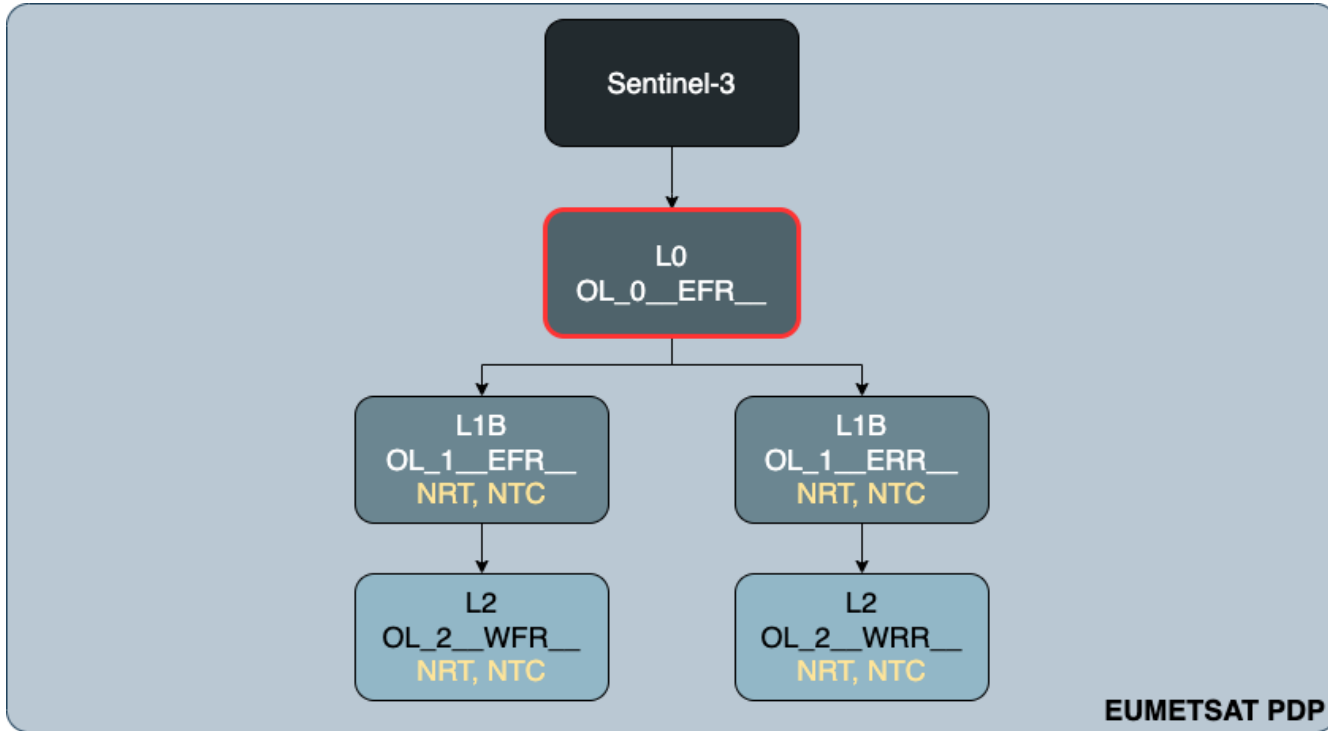 Sentinel-3
L0
OL_0__EFR__
L1B
OL_1__EFR__
NRT, NTC
L1B
OL_1__ERR__
NRT, NTC
L2
OL_2__WFR__
NRT, NTC
L2
OL_2__WRR__
NRT, NTC
EUMETSAT PDP